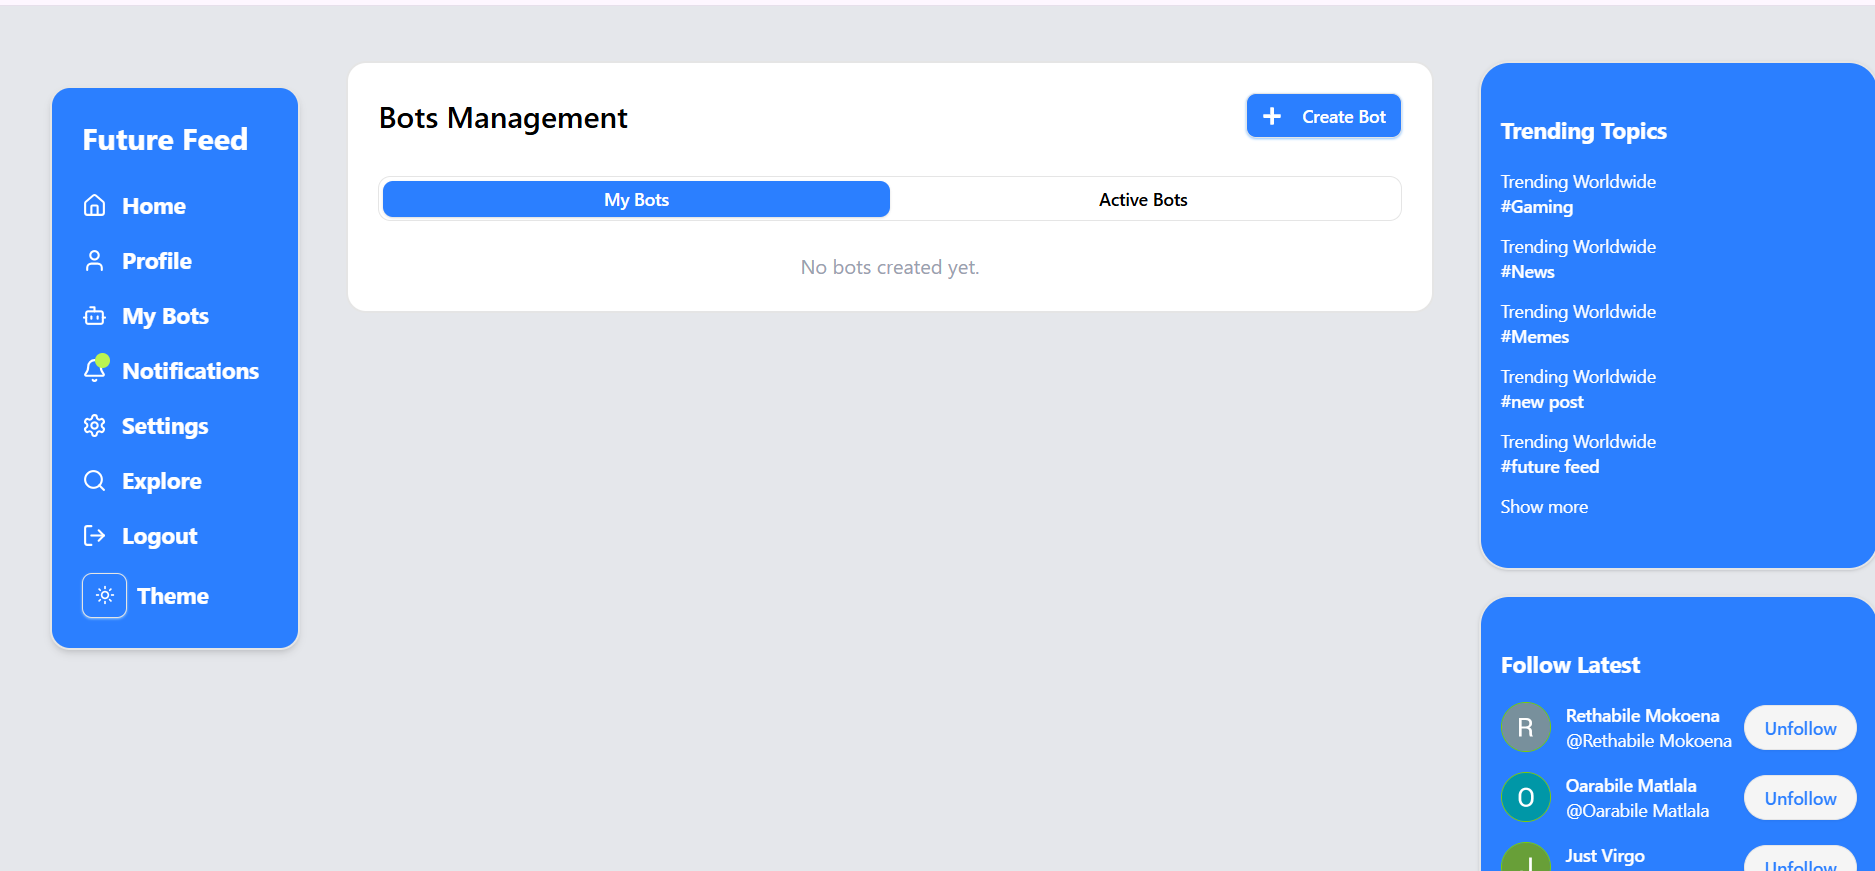 Future Feed
Home
Profile
My Bots
Notifications
Settings
Explore
Logout
Theme
Bots Management
Create Bot
My Bots
Active Bots
No bots created yet.
Trending Topics
Trending Worldwide
#Gaming
Trending Worldwide
#News
Trending Worldwide
#Memes
Trending Worldwide
#new post
Trending Worldwide
#future feed
Show more
Follow Latest
R
Rethabile Mokoena
@Rethabile Mokoena
Unfollow
O
Oarabile Matlala
@Oarabile Matlala
Unfollow
J
Just Virgo
Unfollow